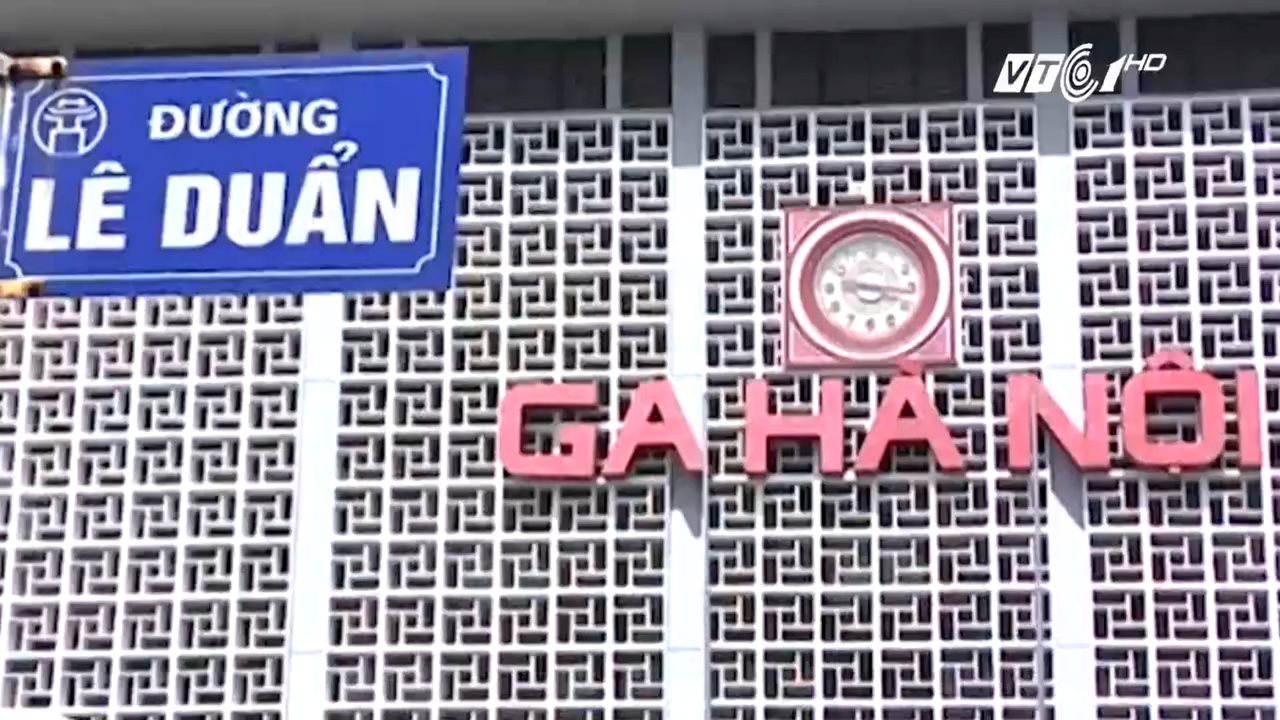 VTC1 HD
ĐƯỜNG
LÊ DUẨN
GA HÀ NỘI